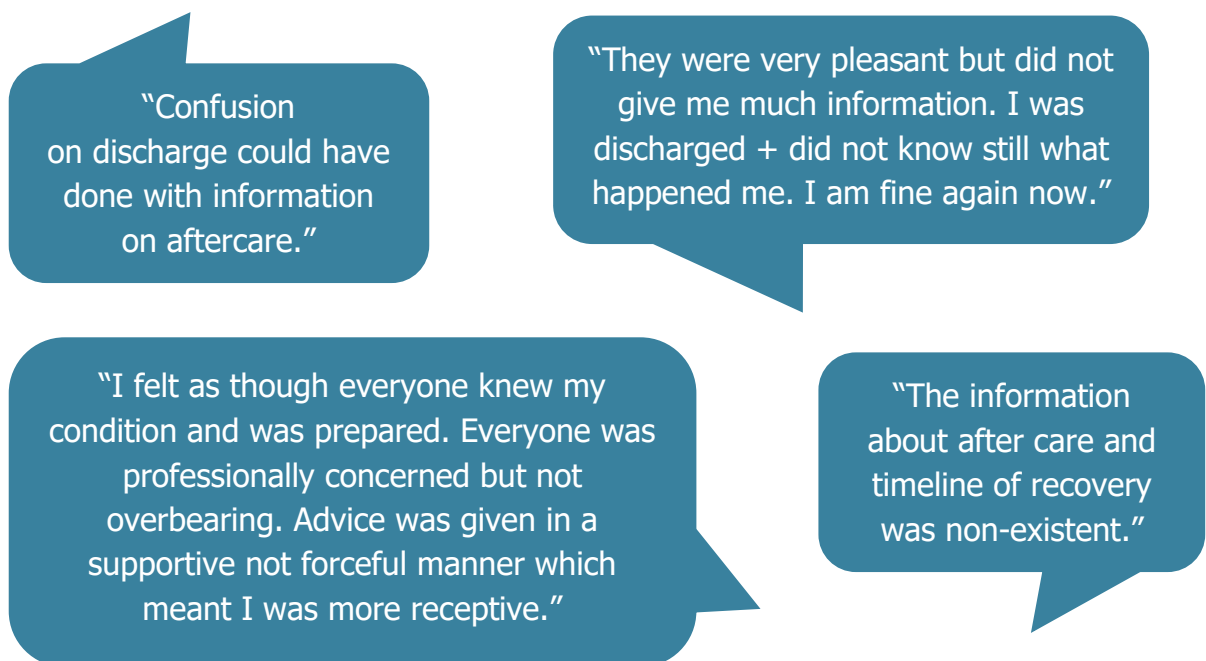 “Confusion
on discharge could have
done with information
on aftercare.”
“They were very pleasant but did not
give me much information. I was
discharged + did not know still what
happened me. I am fine again now.”
“I felt as though everyone knew my
condition and was prepared. Everyone was
professionally concerned but not
overbearing. Advice was given in a
supportive not forceful manner which
meant I was more receptive.”
“The information
about after care and
timeline of recovery
was non-existent.”